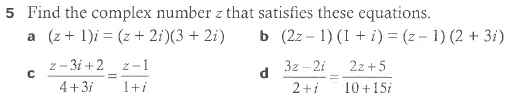 5 Find the complex number z that satisfies these equations.
a (z + 1)i = (z + 2i)(3 + 2i) b (2z – 1) (1 + i) = (z – 1) (2 + 3i)
c (z – 3i + 2)/(4 + 3i) = (z – 1)/(1 + i) d (3z – 2i)/(2 + i) = (2z + 5)/(10 + 15i)